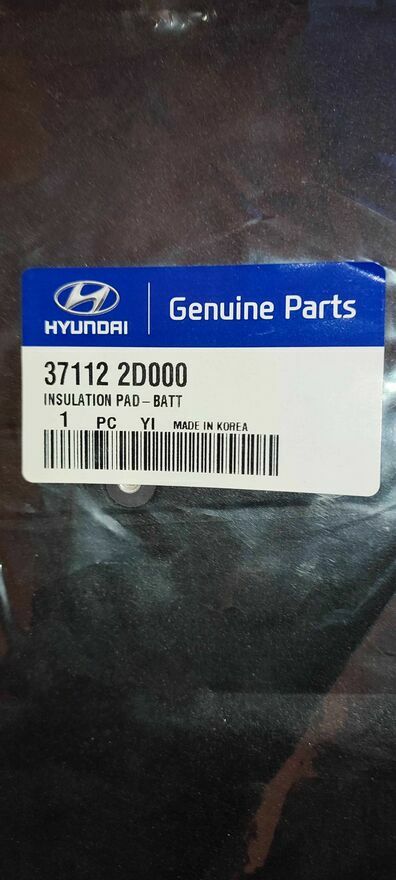 HYUNDAI
Genuine Parts
37112 2D000
INSULATION PAD-BATT
1 PC YI MADE IN KOREA